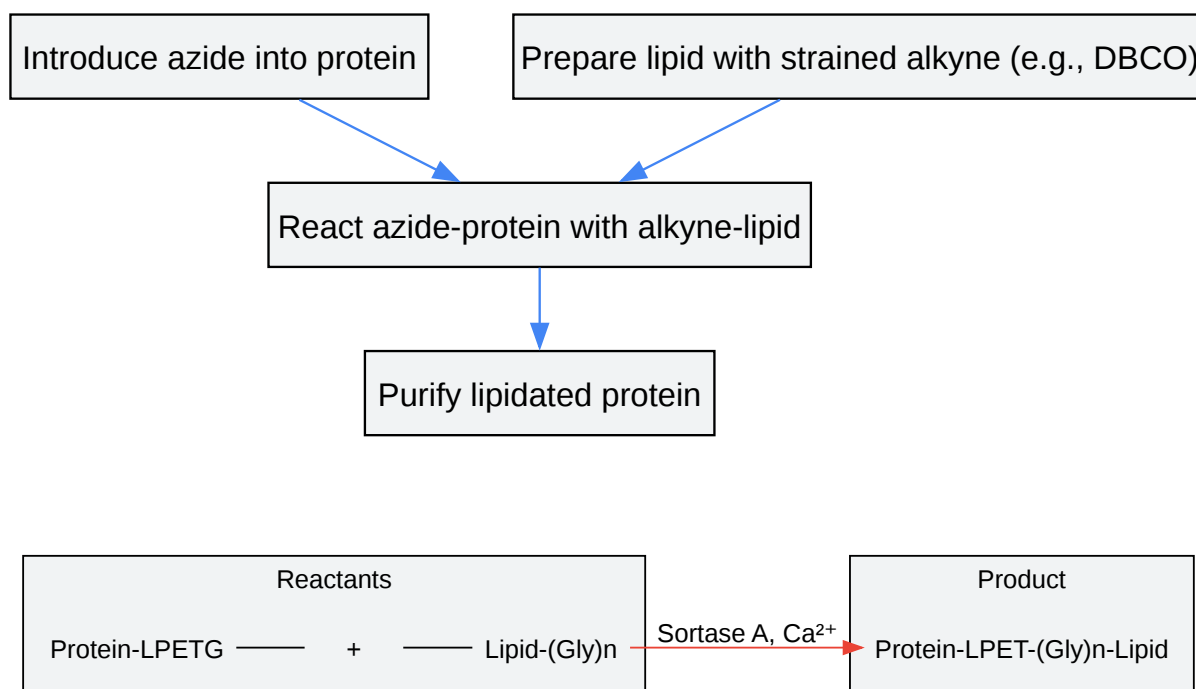 Introduce azide into protein
Prepare lipid with strained alkyne (e.g., DBCO)
React azide-protein with alkyne-lipid
Purify lipidated protein
Reactants
Product
Protein-LPETG + Lipid-(Gly)n
Sortase A, Ca²⁺
Protein-LPET-(Gly)n-Lipid